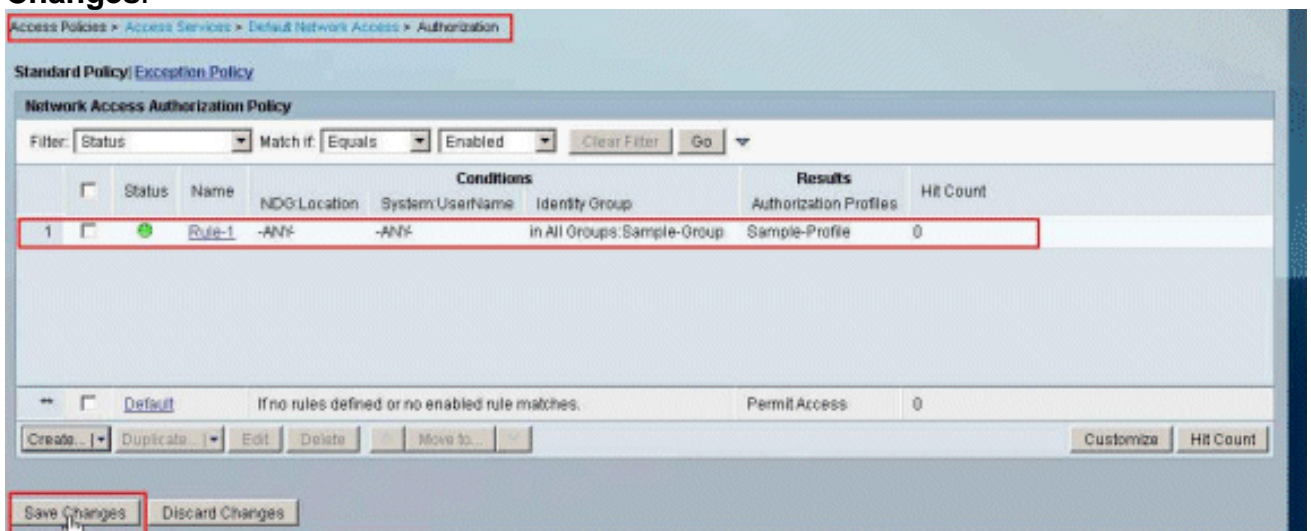 Changes.
Access Policies > Access Services > Default Network Access > Authorization
Standard Policy| Exception Policy
Network Access Authorization Policy
Filter: Status Match if: Equals Enabled Clear Filter Go
Status Name Conditions Results Hit Count
NDG:Location System:UserName Identity Group Authorization Profiles
1 Rule-1 -ANY- -ANY- in All Groups:Sample-Group Sample-Profile 0
** Default If no rules defined or no enabled rule matches. Permit Access 0
Create... Duplicate... Edit Delete Move to... Customize Hit Count
Save Changes Discard Changes